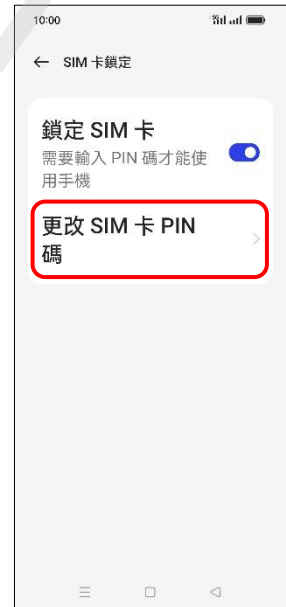 10:00
← SIM 卡鎖定
鎖定 SIM 卡
需要輸入 PIN 碼才能使
用手機
更改 SIM 卡 PIN
碼